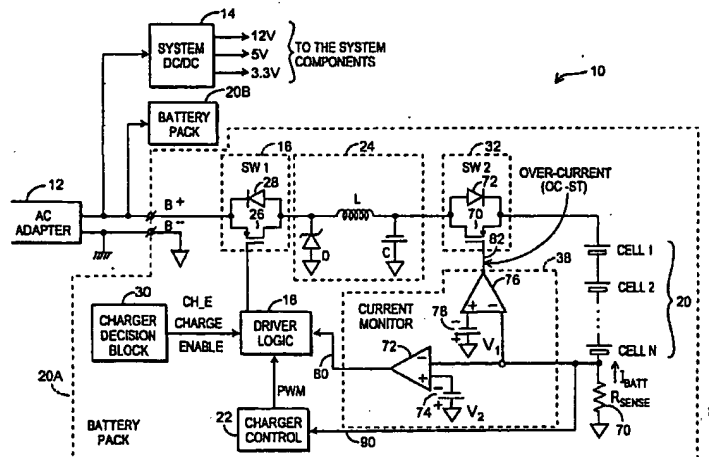 14
SYSTEM
DC/DC
12V
5V
3.3V
TO THE SYSTEM
COMPONENTS
10
20B
BATTERY
PACK
12
AC
ADAPTER
B+
B--
16
SW 1
28
26
24
L
D
C
32
SW 2
72
70
OVER-CURRENT
(OC-ST)
82
38
76
CELL 1
CELL 2
20
CELL N
30
CHARGER
DECISION
BLOCK
CH_E
CHARGE
ENABLE
18
DRIVER
LOGIC
CURRENT
MONITOR
78
V1
72
74
V2
80
IBATT
RSENSE
70
20A
BATTERY
PACK
PWM
22
CHARGER
CONTROL
90